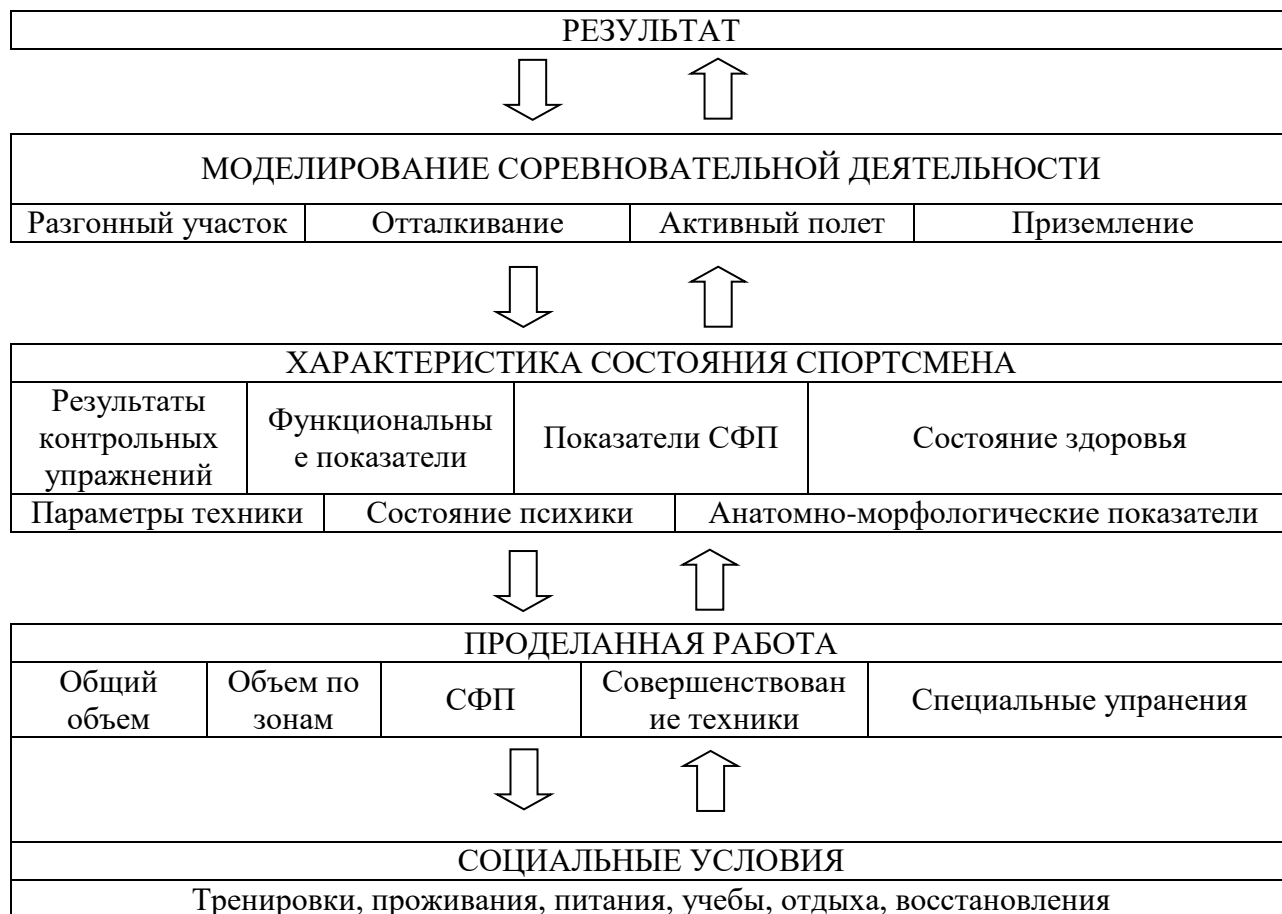 РЕЗУЛЬТАТ
МОДЕЛИРОВАНИЕ СОРЕВНОВАТЕЛЬНОЙ ДЕЯТЕЛЬНОСТИ
Разгонный участок
Отталкивание
Активный полет
Приземление
ХАРАКТЕРИСТИКА СОСТОЯНИЯ СПОРТСМЕНА
Результаты
контрольных
упражнений
Функциональны
е показатели
Показатели СФП
Состояние здоровья
Параметры техники
Состояние психики
Анатомно-морфологические показатели
ПРОДЕЛАННАЯ РАБОТА
Общий
объем
Объем по
зонам
СФП
Совершенствован
ие техники
Специальные упранения
СОЦИАЛЬНЫЕ УСЛОВИЯ
Тренировки, проживания, питания, учебы, отдыха, восстановления